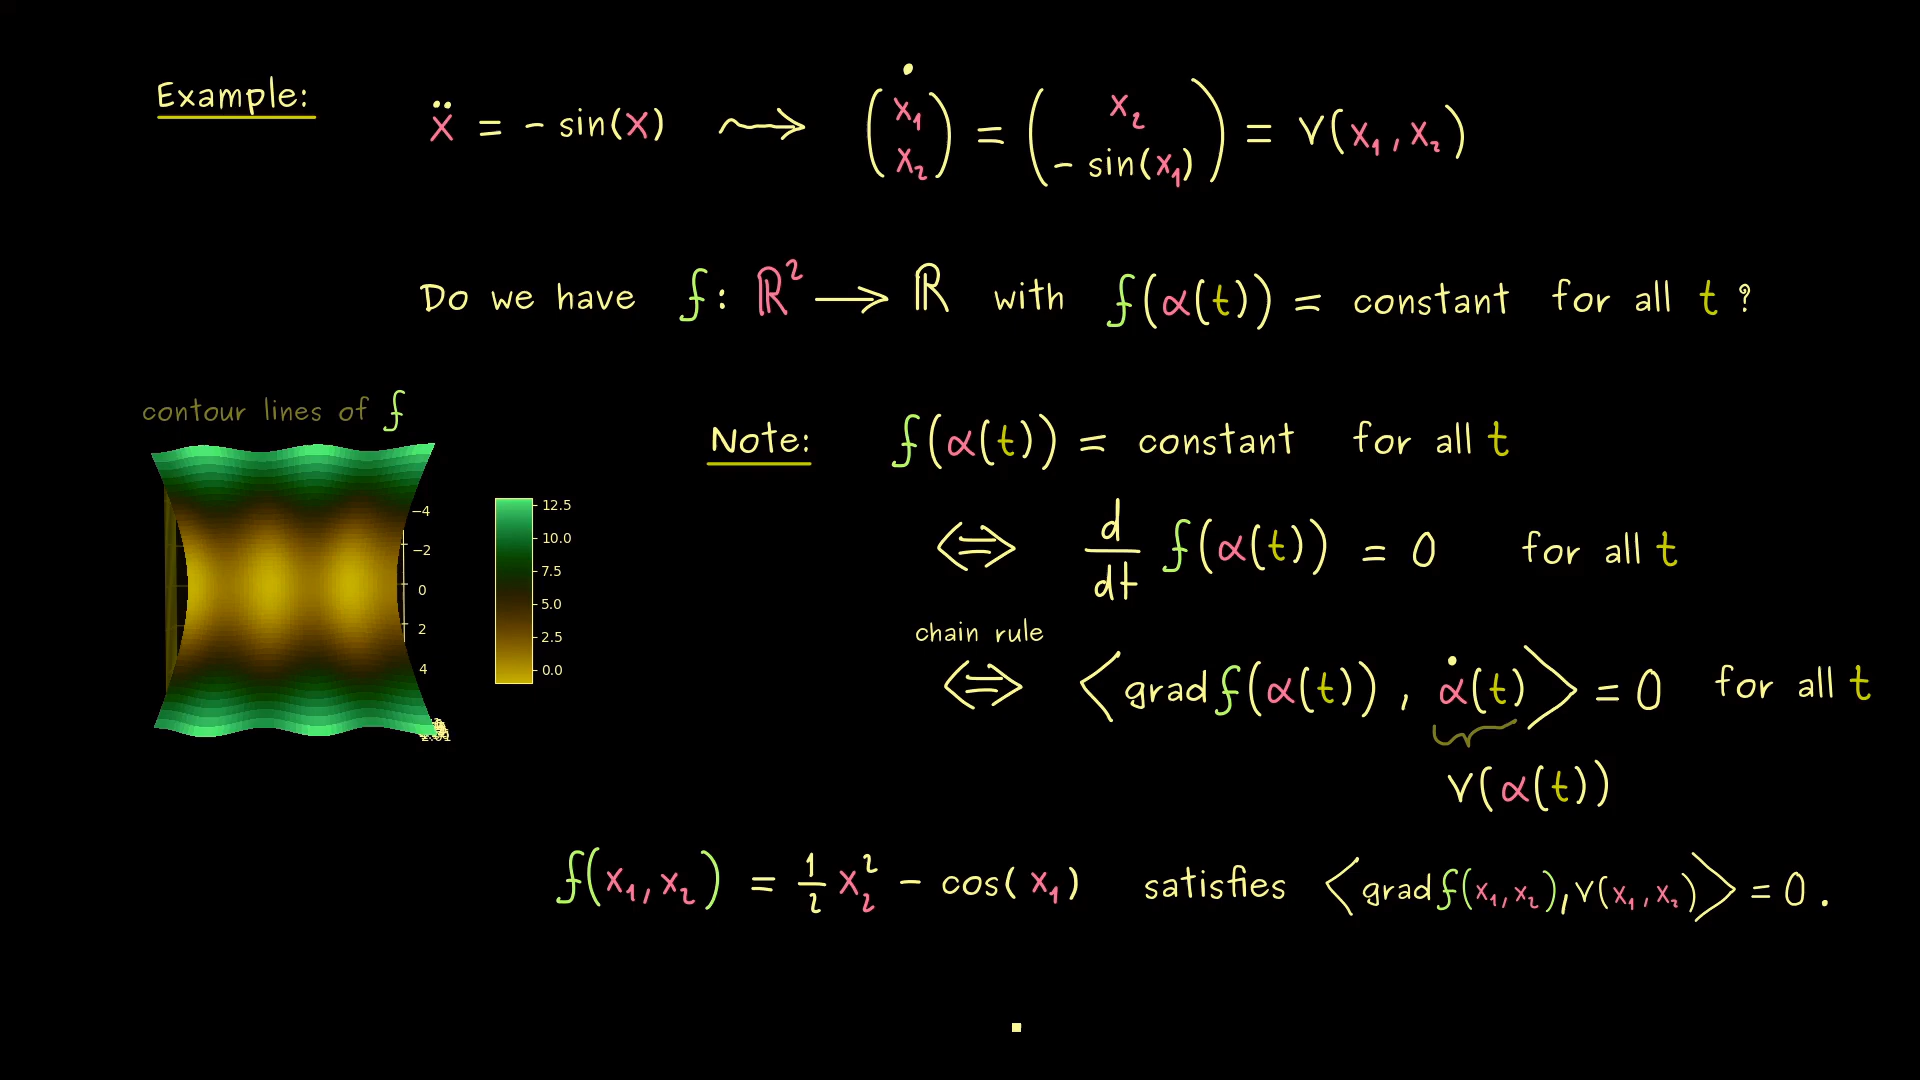 Example: ẍ = - sin(x) ⇝ (x₁ x₂)˙ = (x₂ - sin(x₁)) = v(x₁, x₂)
Do we have f: ℝ² ⟶ ℝ with f(α(t)) = constant for all t ?
contour lines of f
Note: f(α(t)) = constant for all t
⇔ d/dt f(α(t)) = 0 for all t
chain rule
⇔ ⟨grad f(α(t)), α̇(t)⟩ = 0 for all t
v(α(t))
f(x₁, x₂) = ½ x₂² - cos(x₁) satisfies ⟨grad f(x₁, x₂), v(x₁, x₂)⟩ = 0.
−4
−2
0
2
4
12.5
10.0
7.5
5.0
2.5
0.0